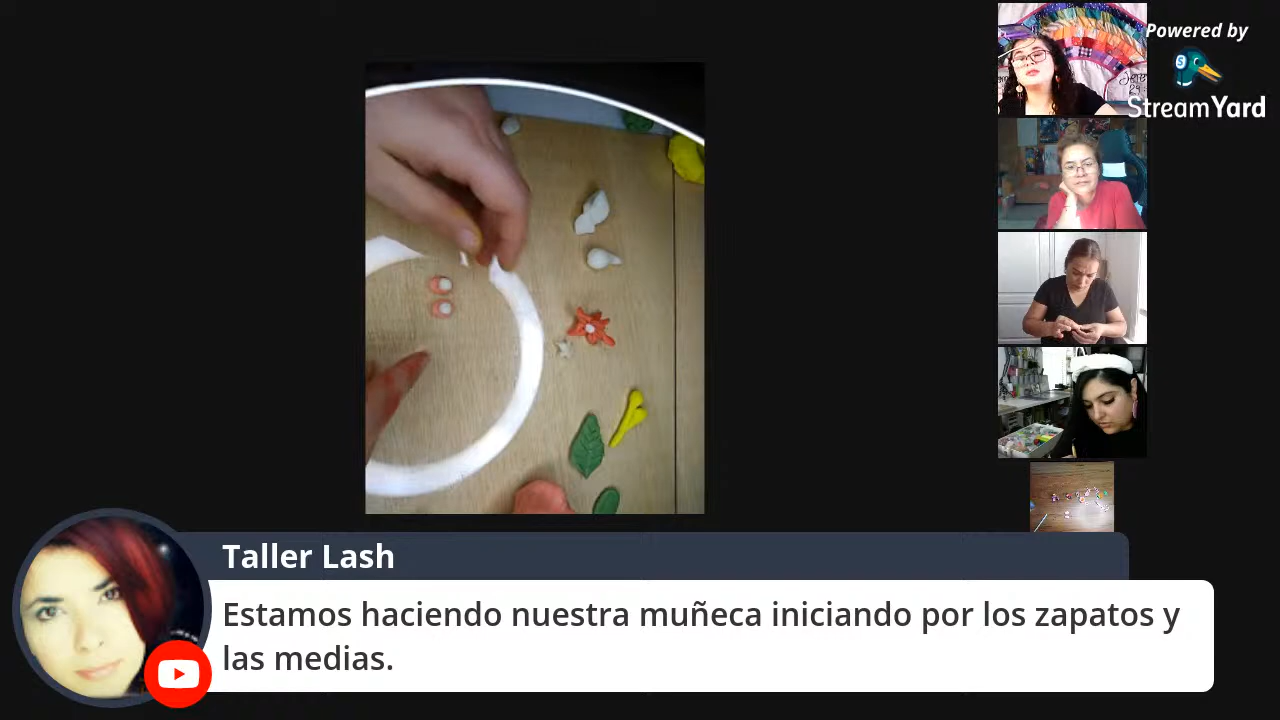 Powered by
StreamYard
Taller Lash
Estamos haciendo nuestra muñeca iniciando por los zapatos y
las medias.